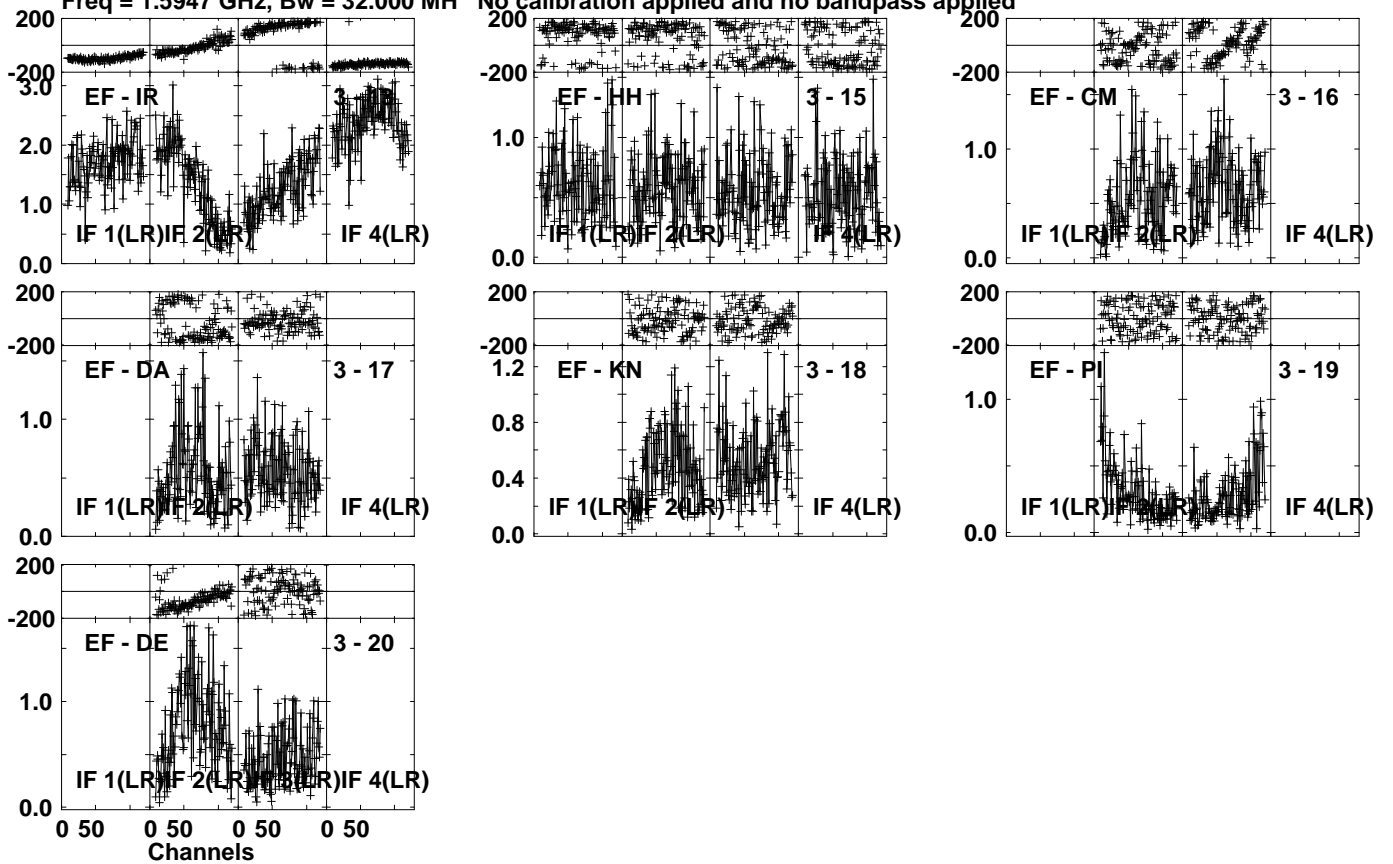 Freq = 1.5947 GHz, Bw = 32.000 MH No calibration applied and no bandpass applied
200
-200
3.0
2.0
1.0
0.0
EF - IR
IF 1(LR) IF 2(LR) IF 4(LR)
200
-200
1.0
0.0
EF - HH 3 - 15
IF 1(LR) IF 2(LR) IF 4(LR)
200
-200
1.0
0.0
EF - CM 3 - 16
IF 1(LR) IF 2(LR) IF 4(LR)
200
-200
1.0
0.0
EF - DA 3 - 17
IF 1(LR) IF 2(LR) IF 4(LR)
200
-200
1.2
0.8
0.4
0.0
EF - KN 3 - 18
IF 1(LR) IF 2(LR) IF 4(LR)
200
-200
1.0
0.0
EF - PI 3 - 19
IF 1(LR) IF 2(LR) IF 4(LR)
200
-200
1.0
0.0
EF - DE 3 - 20
IF 1(LR) IF 2(LR) IF 3(LR) IF 4(LR)
0 50 0 50 0 50 0 50
Channels